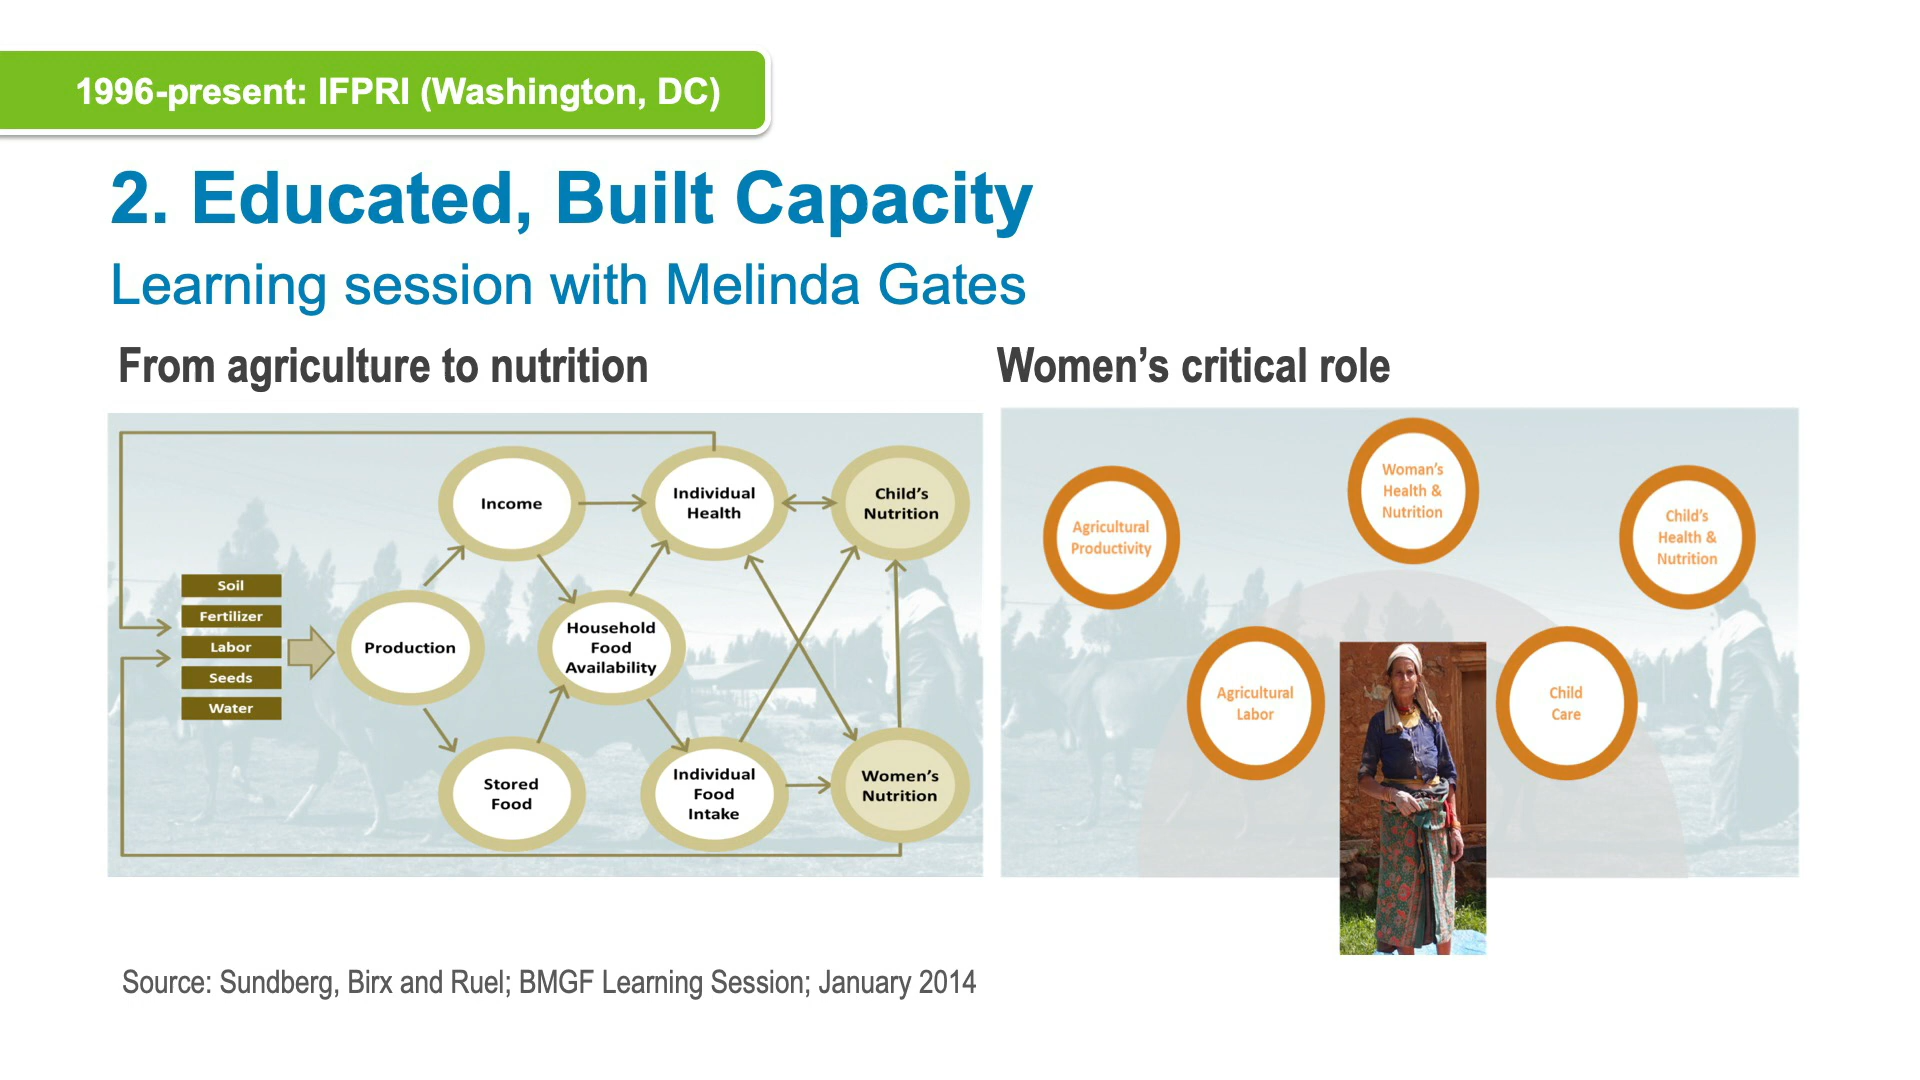 1996-present: IFPRI (Washington, DC)
2. Educated, Built Capacity
Learning session with Melinda Gates
From agriculture to nutrition
Soil
Fertilizer
Labor
Seeds
Water
Production
Income
Stored
Food
Household
Food
Availability
Individual
Health
Individual
Food
Intake
Child's
Nutrition
Women's
Nutrition
Women’s critical role
Agricultural
Productivity
Agricultural
Labor
Woman's
Health &
Nutrition
Child
Care
Child's
Health &
Nutrition
Source: Sundberg, Birx and Ruel; BMGF Learning Session; January 2014